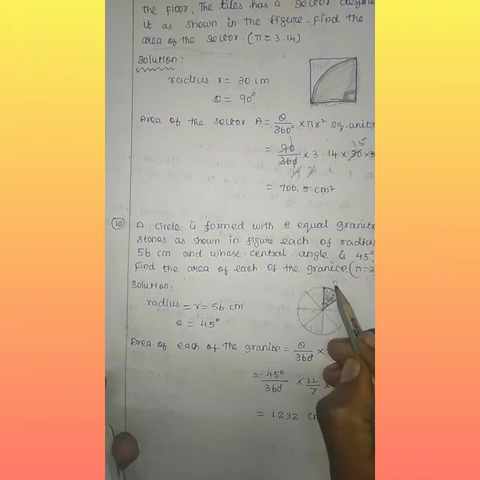 the floor. The tiles has a sector design
it as shown in the figure. Find the
area of the sector. (π = 3.14)
Solution:
radius r = 30 cm
θ = 90°
Area of the sector A = θ/360° × πr² sq.units
= 90/360 × 3.14 × 30 ×
= 706.5 cm²
10 A circle is formed with 8 equal granite
stones as shown in figure each of radius
56 cm and whose central angle is 45°
Find the area of each of the granite. (π =
Solution:
radius = r = 56 cm
θ = 45°
Area of each of the granite = θ/360 ×
= 45°/360 × 22/7 ×
= 1232 cm